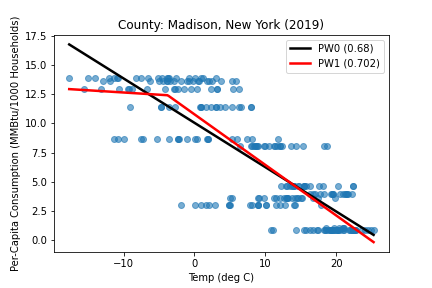 County: Madison, New York (2019)
Per-Capita Consumption (MMBtu/1000 Households)
17.5
15.0
12.5
10.0
7.5
5.0
2.5
0.0
PW0 (0.68)
PW1 (0.702)
−10 0 10 20
Temp (deg C)